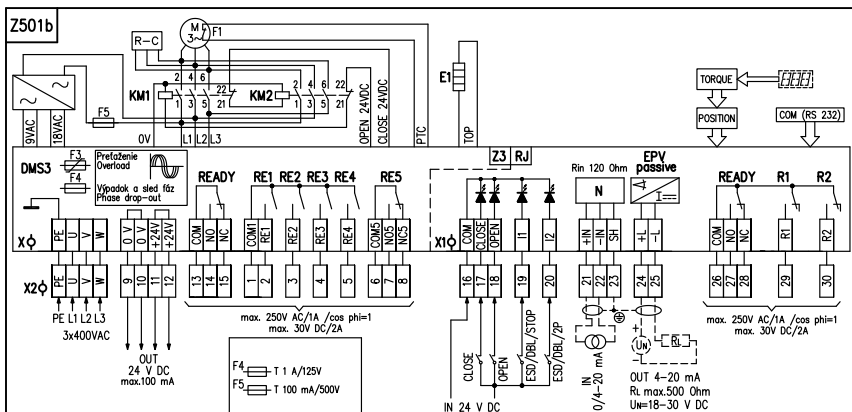 Z501b
R-C
M
3~
F1
2 4 6
22
KM1
1 3 5
21
2 4 6 22
KM2
1 3 5 21
F5
9VAC
18VAC
0V
L1 L2 L3
OPEN 24VDC
CLOSE 24VDC
PTC
E1
TOP
TORQUE
POSITION
COM (RS 232)
DMS3
F3
F4
Preťaženie
Overload
Výpadok a sled fáz
Phase drop-out
READY
RE1 RE2 RE3 RE4
RE5
Z3 RJ
Rin 120 Ohm
N
EPV
passive
READY
R1
R2
X
PE U V W
0 V
0 V
+24V
+24V
COM
NO
NC
COM1
RE1
RE2
RE3
RE4
COM5
NO5
NC5
X1
COM
CLOSE
OPEN
I1
I2
+IN
-IN
SH
+L
-L
COM
NO
NC
R1
R2
X2
PE U V W
9 10 11 12
13 14 15
1 2 3 4 5
6 7 8
16 17 18 19 20
21 22 23
24 25
26 27 28 29 30
PE L1 L2 L3
3x400VAC
OUT
24 V DC
max.100 mA
max. 250V AC/1A /cos phi=1
max. 30V DC/2A
F4 T 1 A/125V
F5 T 100 mA/500V
CLOSE
OPEN
ESD/DBL/STOP
ESD/DBL/2P
IN 24 V DC
IN
0/4-20 mA
+
UN
-
RL
OUT 4-20 mA
RL max.500 Ohm
UN=18-30 V DC
max. 250V AC/1A /cos phi=1
max. 30V DC/2A